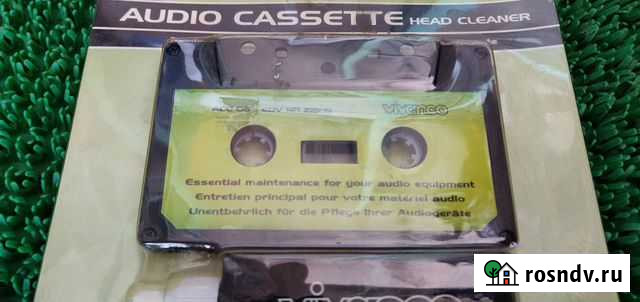 AUDIO CASSETTE HEAD CLEANER
vivanco
Essential maintenance for your audio equipment
Entretien principal pour votre matériel audio
Unentbehrlich für die Pflege Ihrer Audiogeräte
rosndv.ru